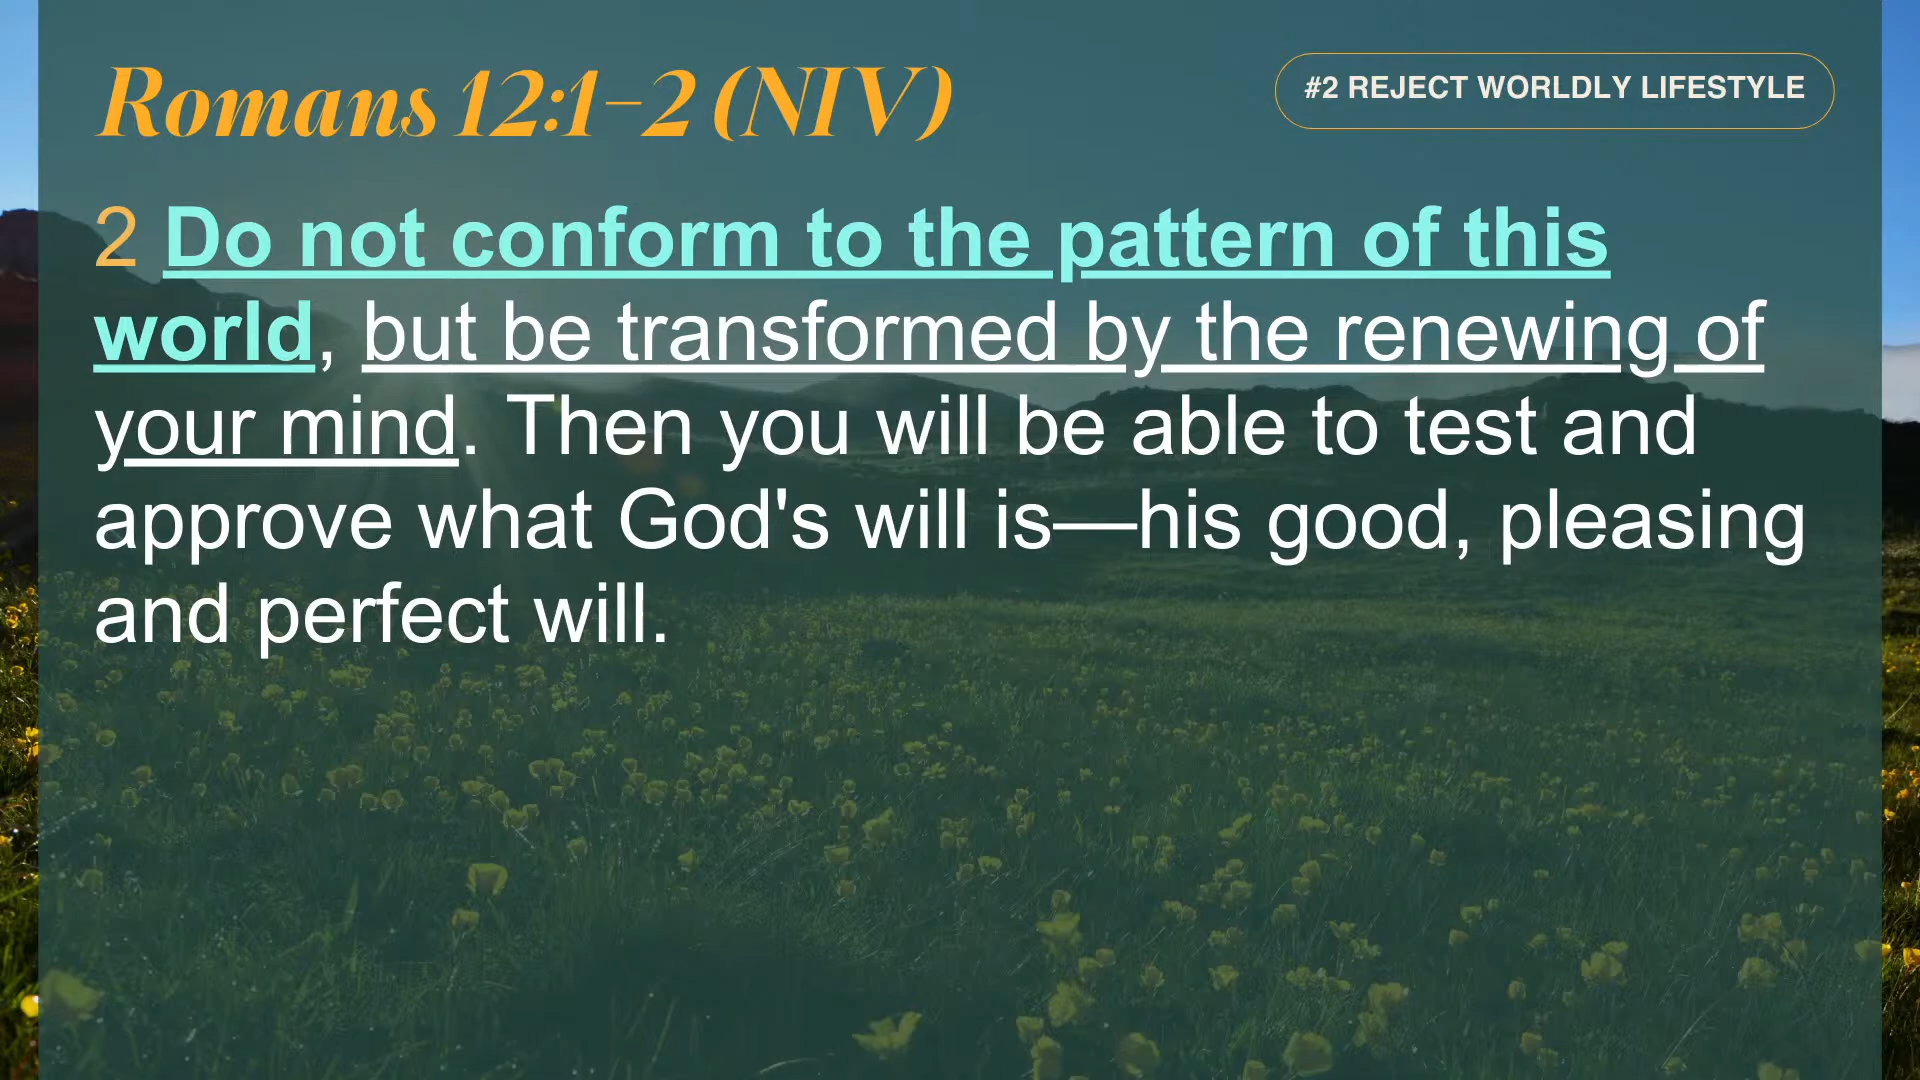 Romans 12:1–2 (NIV)
#2 REJECT WORLDLY LIFESTYLE
2 Do not conform to the pattern of this
world, but be transformed by the renewing of
your mind. Then you will be able to test and
approve what God's will is—his good, pleasing
and perfect will.